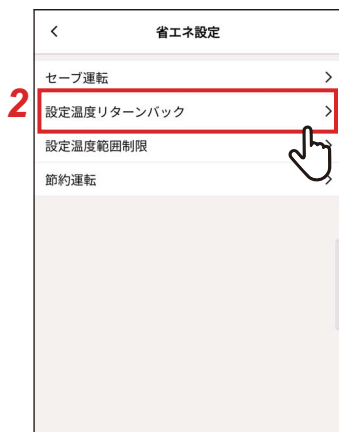 省エネ設定
セーブ運転
2
設定温度リターンバック
設定温度範囲制限
節約運転